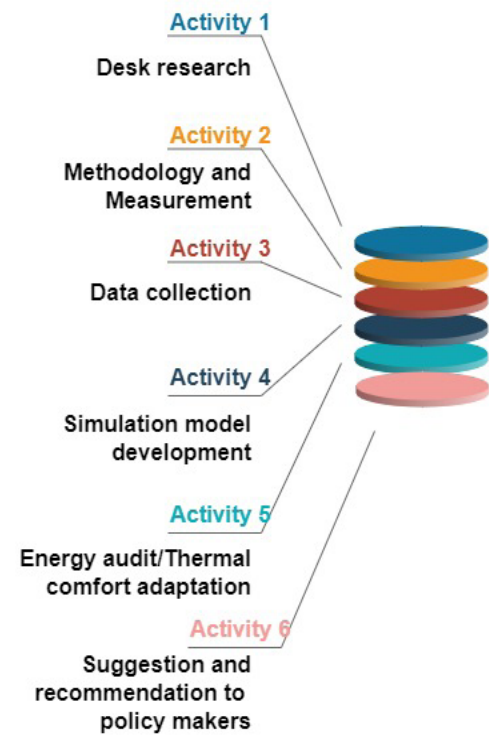 Activity 1
Desk research
Activity 2
Methodology and
Measurement
Activity 3
Data collection
Activity 4
Simulation model
development
Activity 5
Energy audit/Thermal
comfort adaptation
Activity 6
Suggestion and
recommendation to
policy makers